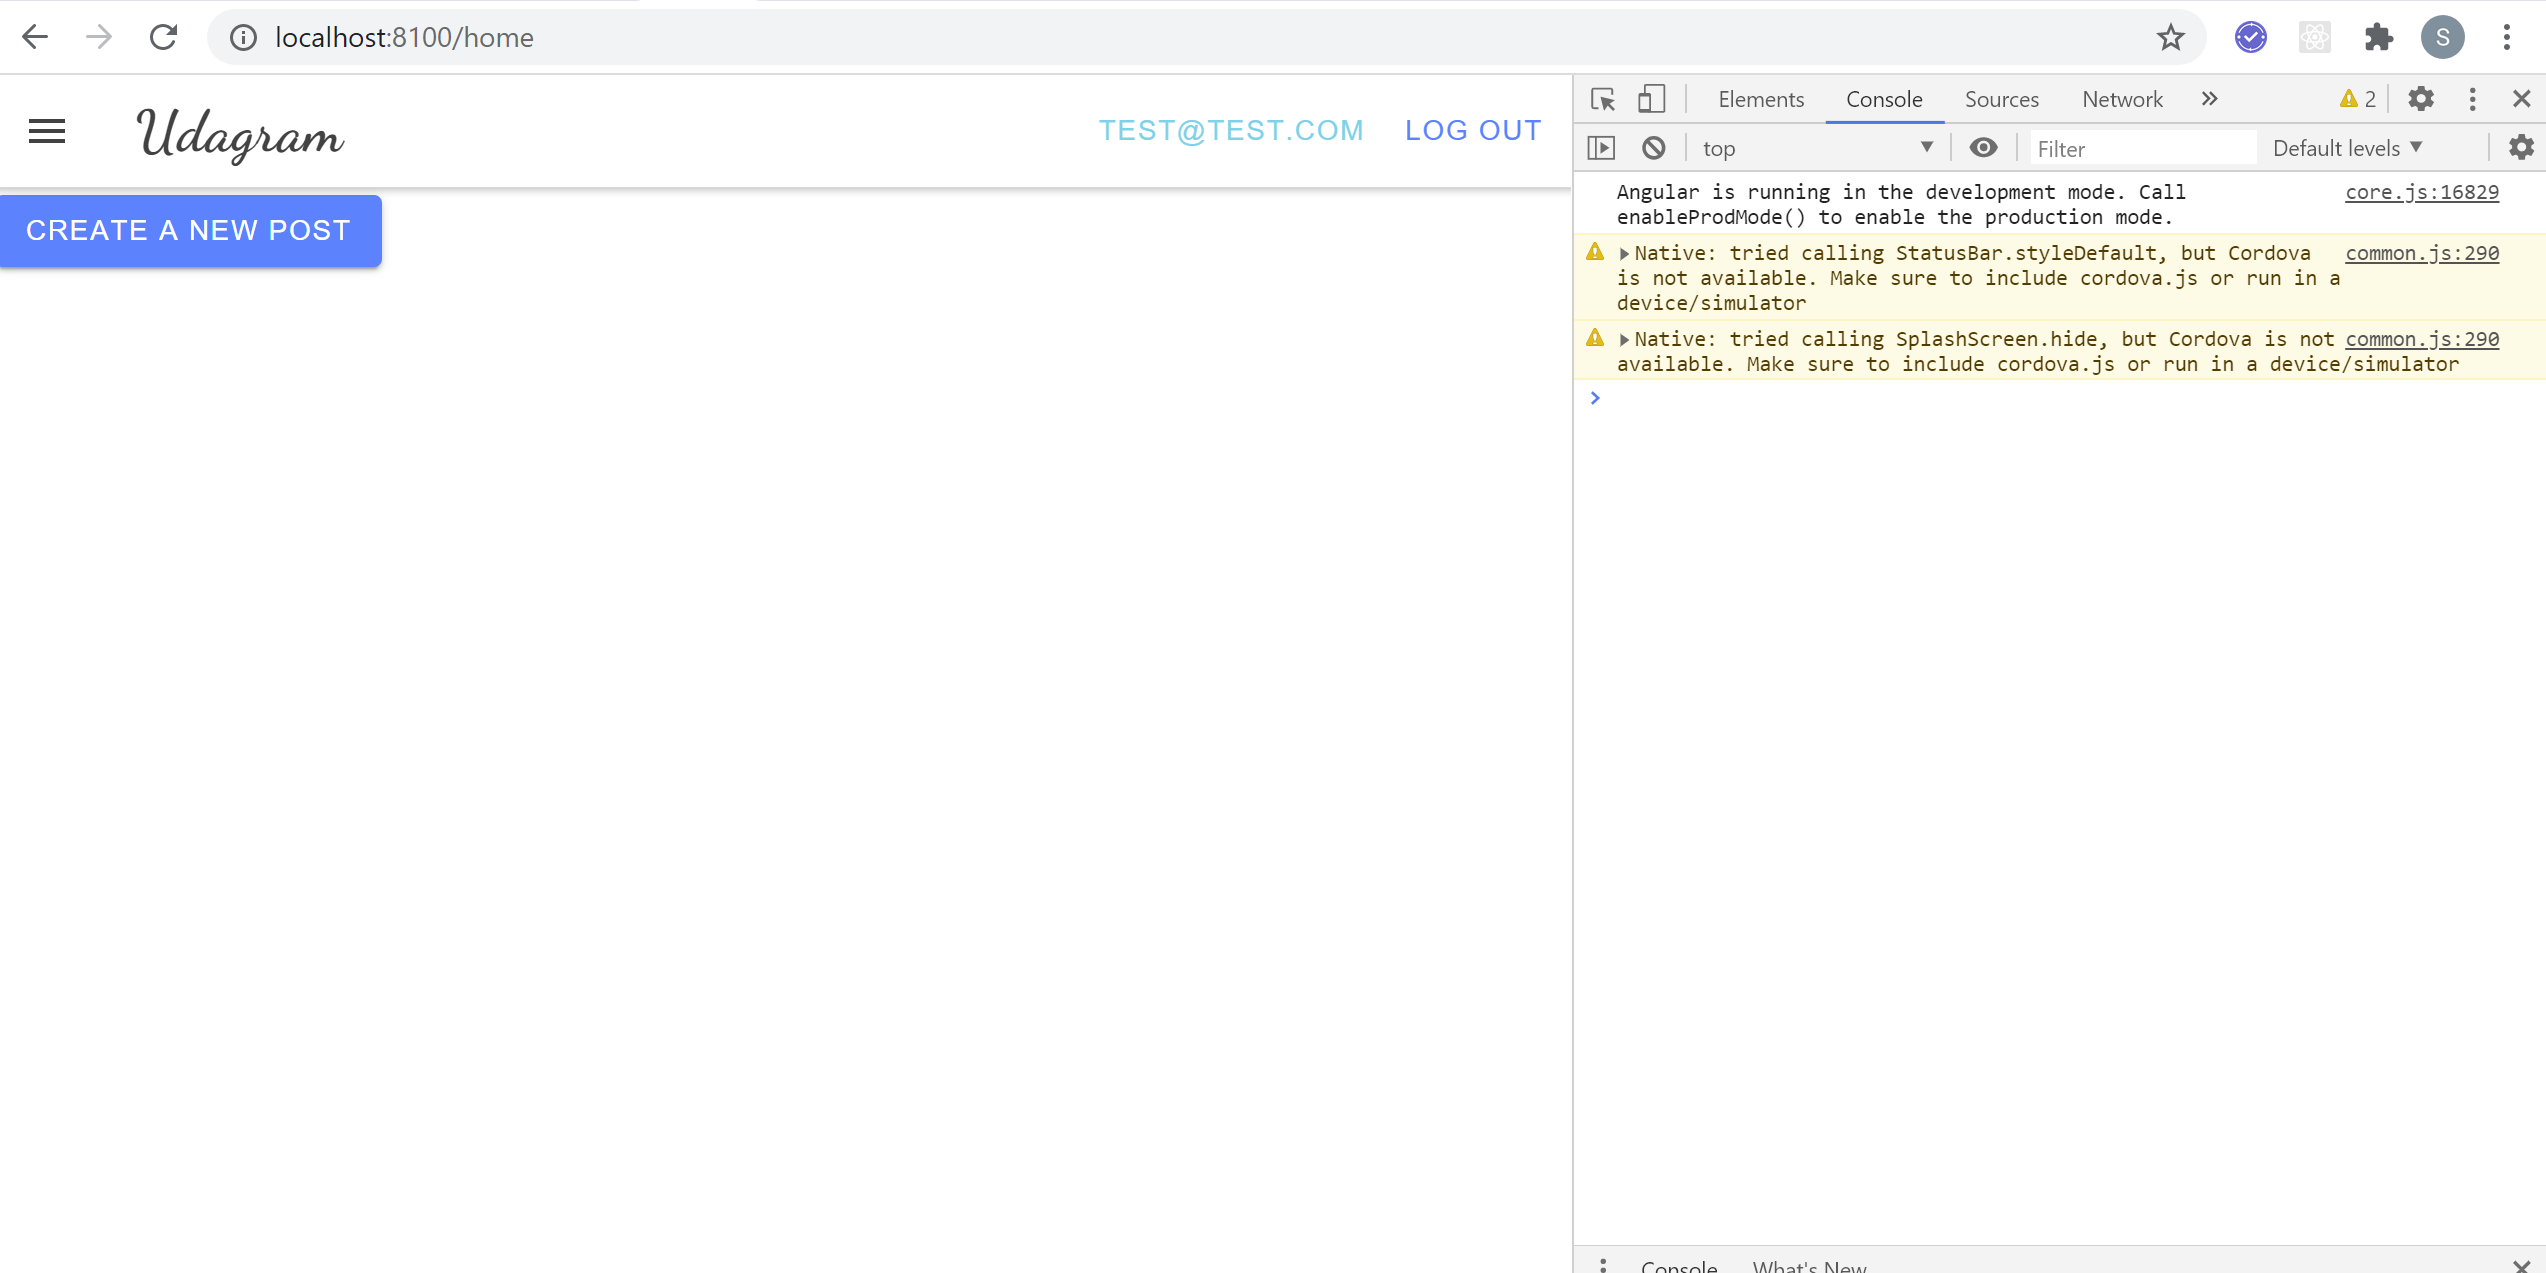 localhost:8100/home
S
Udagram
TEST@TEST.COM
LOG OUT
CREATE A NEW POST
Elements
Console
Sources
Network
2
top
Filter
Default levels
Angular is running in the development mode. Call core.js:16829
enableProdMode() to enable the production mode.
Native: tried calling StatusBar.styleDefault, but Cordova common.js:290
is not available. Make sure to include cordova.js or run in a
device/simulator
Native: tried calling SplashScreen.hide, but Cordova is not common.js:290
available. Make sure to include cordova.js or run in a device/simulator
Console
What's New